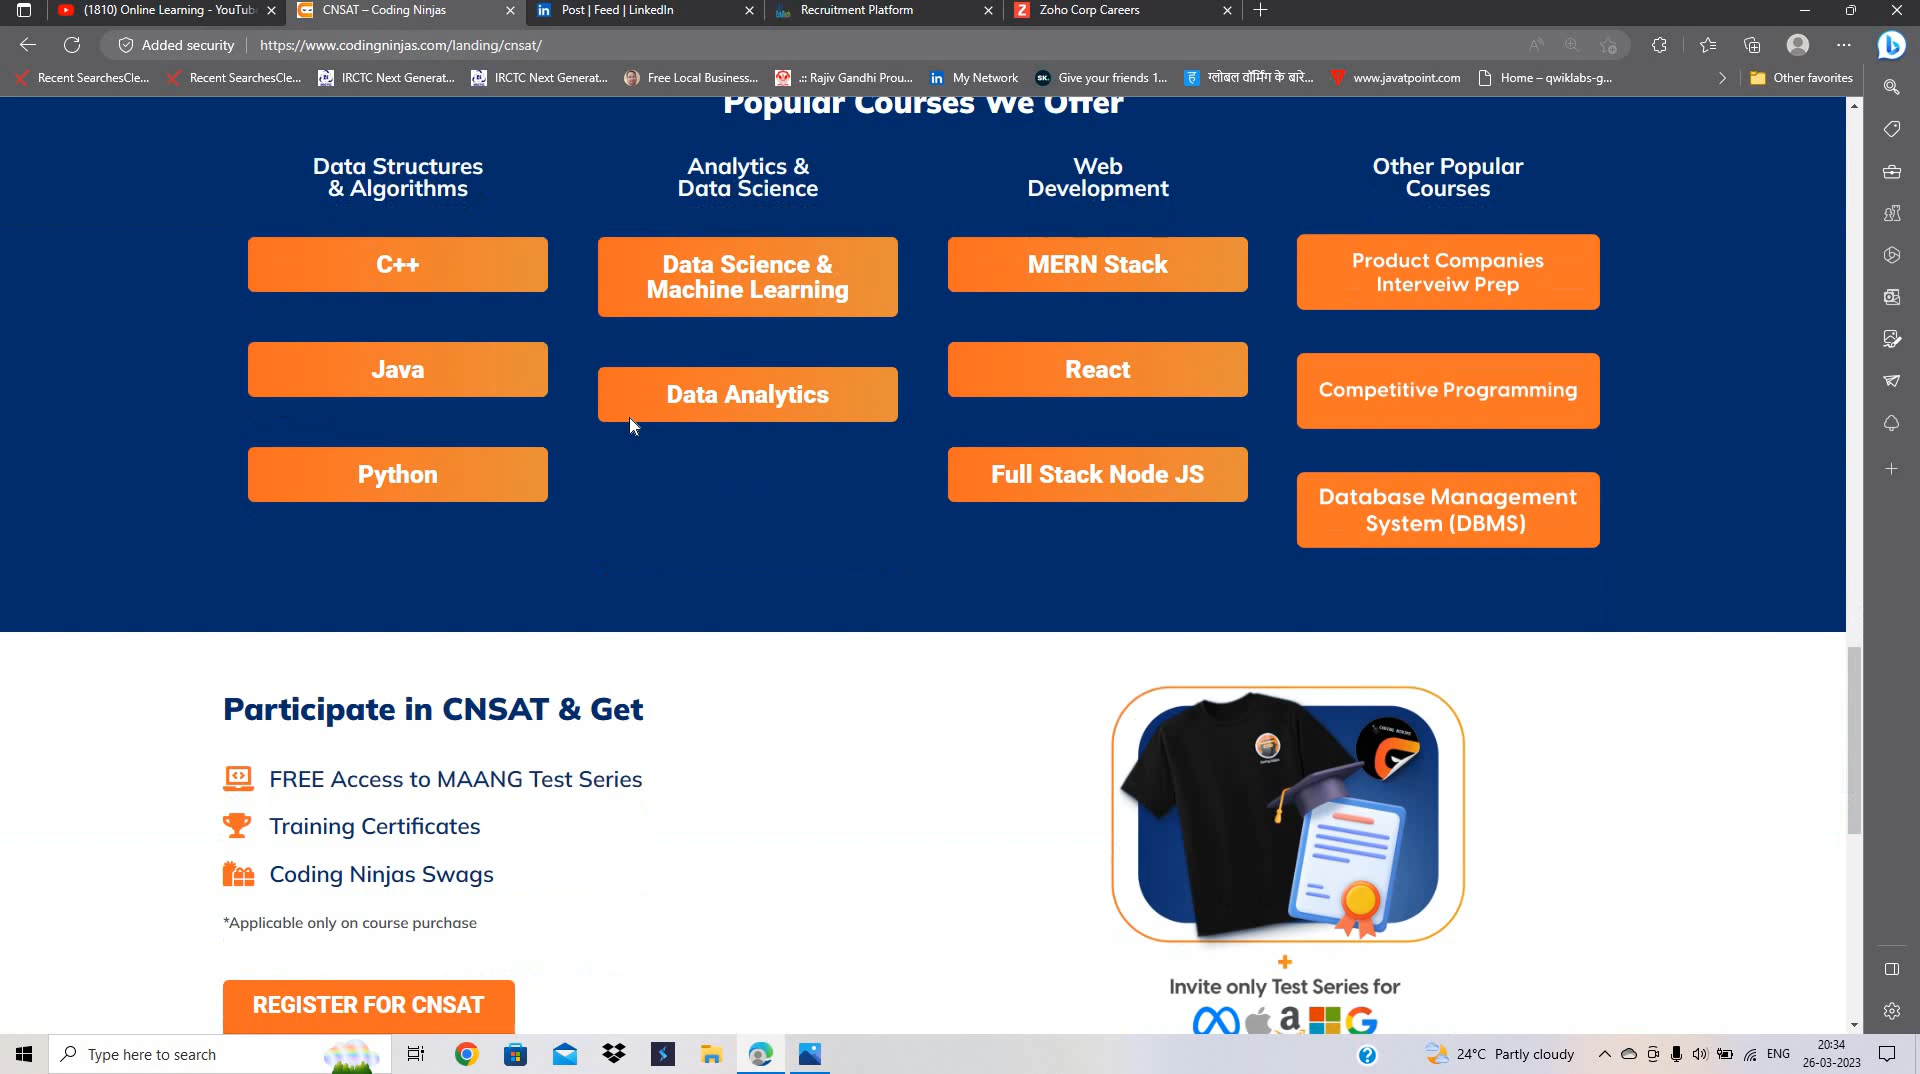 (1810) Online Learning - YouTub
CNSAT – Coding Ninjas
Post | Feed | LinkedIn
Recruitment Platform
Zoho Corp Careers
Added security
https://www.codingninjas.com/landing/cnsat/
Recent SearchesCle...
Recent SearchesCle...
IRCTC Next Generat...
IRCTC Next Generat...
Free Local Business...
.:: Rajiv Gandhi Prou...
My Network
Give your friends 1...
ग्लोबल वॉर्मिंग के बारे...
www.javatpoint.com
Home – qwiklabs-g...
Other favorites
Popular Courses We Offer
Data Structures
& Algorithms
C++
Java
Python
Analytics &
Data Science
Data Science &
Machine Learning
Data Analytics
Web
Development
MERN Stack
React
Full Stack Node JS
Other Popular
Courses
Product Companies
Interveiw Prep
Competitive Programming
Database Management
System (DBMS)
Participate in CNSAT & Get
FREE Access to MAANG Test Series
Training Certificates
Coding Ninjas Swags
*Applicable only on course purchase
REGISTER FOR CNSAT
Invite only Test Series for
Type here to search
24°C Partly cloudy
ENG
20:34
26-03-2023